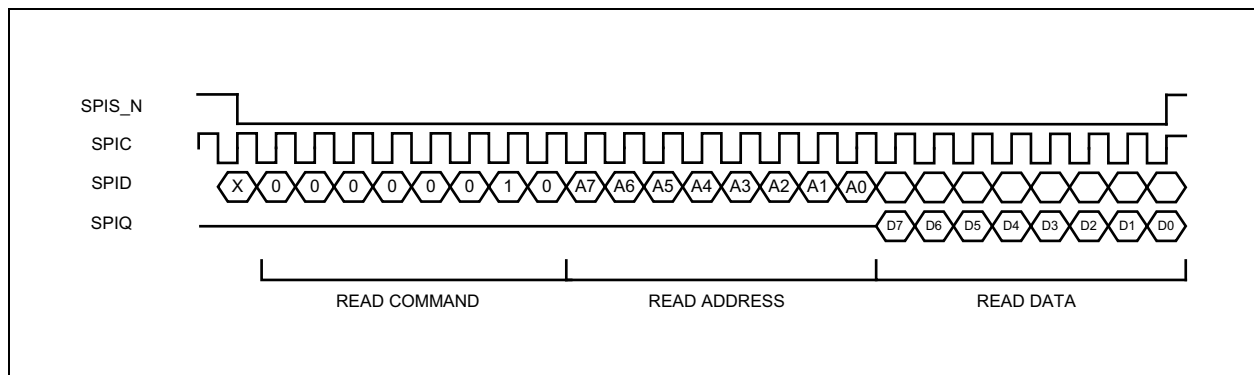 SPIS_N
SPIC
SPID X 0 0 0 0 0 0 1 0 A7 A6 A5 A4 A3 A2 A1 A0
SPIQ D7 D6 D5 D4 D3 D2 D1 D0
READ COMMAND READ ADDRESS READ DATA